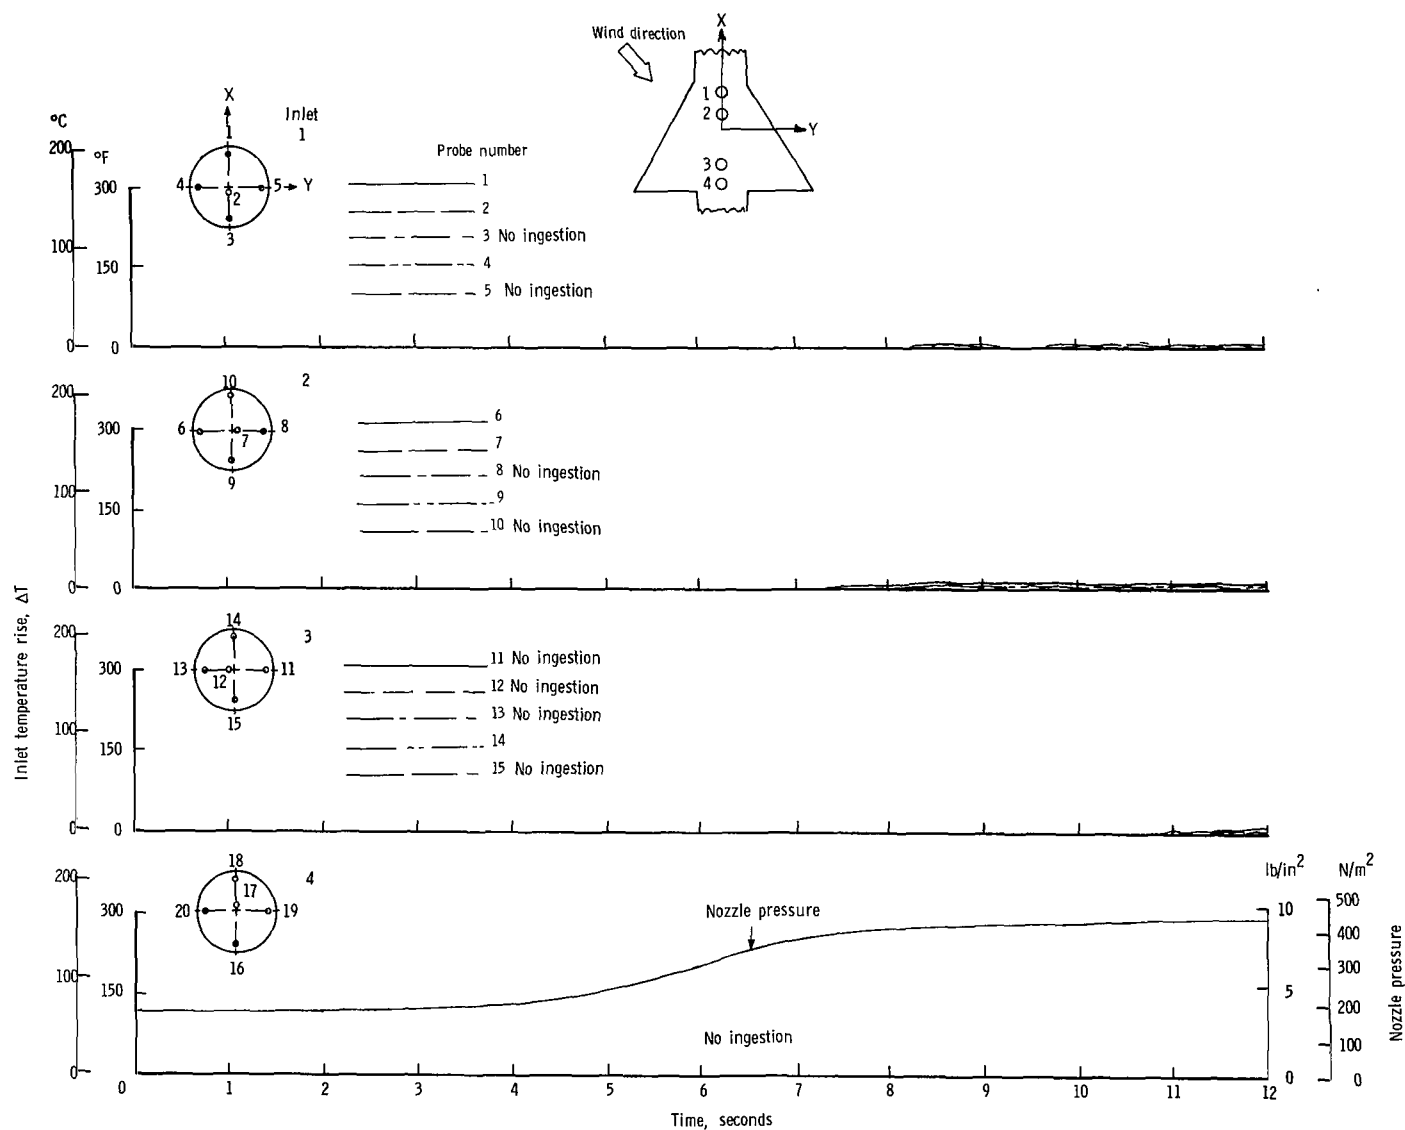 Wind direction
X
1
2
Y
3
4
X
Inlet
1
°C
°F
200
300
100
150
0
0
1
4
5
Y
2
3
Probe number
1
2
3 No ingestion
4
5 No ingestion
10
2
200
300
100
150
0
0
6
8
7
9
6
7
8 No ingestion
9
10 No ingestion
Inlet temperature rise, ΔT
14
3
200
300
100
150
0
0
13
11
12
15
11 No ingestion
12 No ingestion
13 No ingestion
14
15 No ingestion
18
4
200
300
100
150
0
0
17
20
19
16
Nozzle pressure
No ingestion
lb/in²
N/m²
10
5
0
500
400
300
200
100
0
Nozzle pressure
1 2 3 4 5 6 7 8 9 10 11 12
Time, seconds